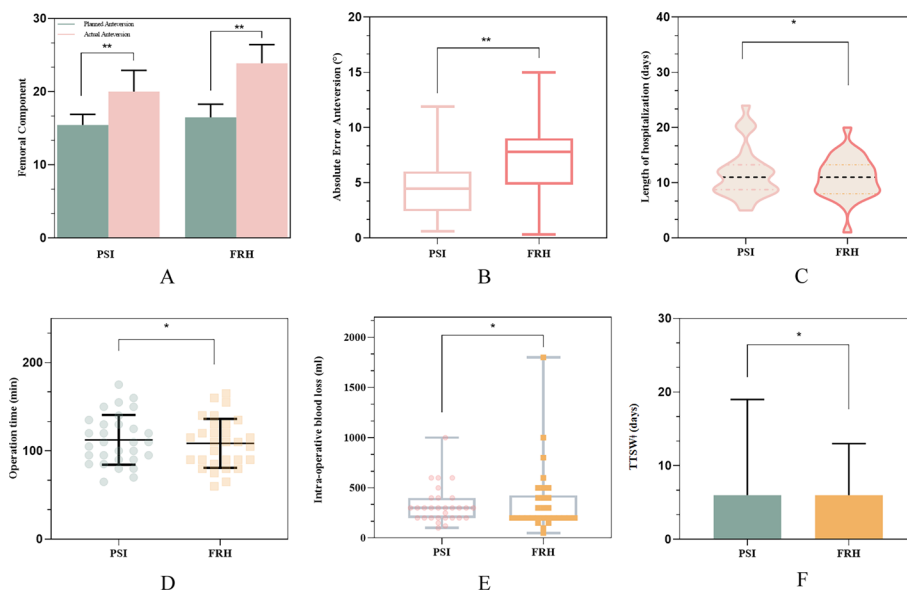 Planned Anteversion
Actual Anteversion
Femoral Component
30
20
10
0
**
**
PSI
FRH
A
Absolute Error Anteversion (°)
20
15
10
5
0
**
PSI
FRH
B
Length of hospitalization (days)
40
30
20
10
0
*
PSI
FRH
C
Operation time (min)
200
100
0
*
PSI
FRH
D
Intra-operative blood loss (ml)
2000
1500
1000
500
300
0
*
PSI
FRH
E
30
20
10
0
*
(days)
PSI
FRH
F